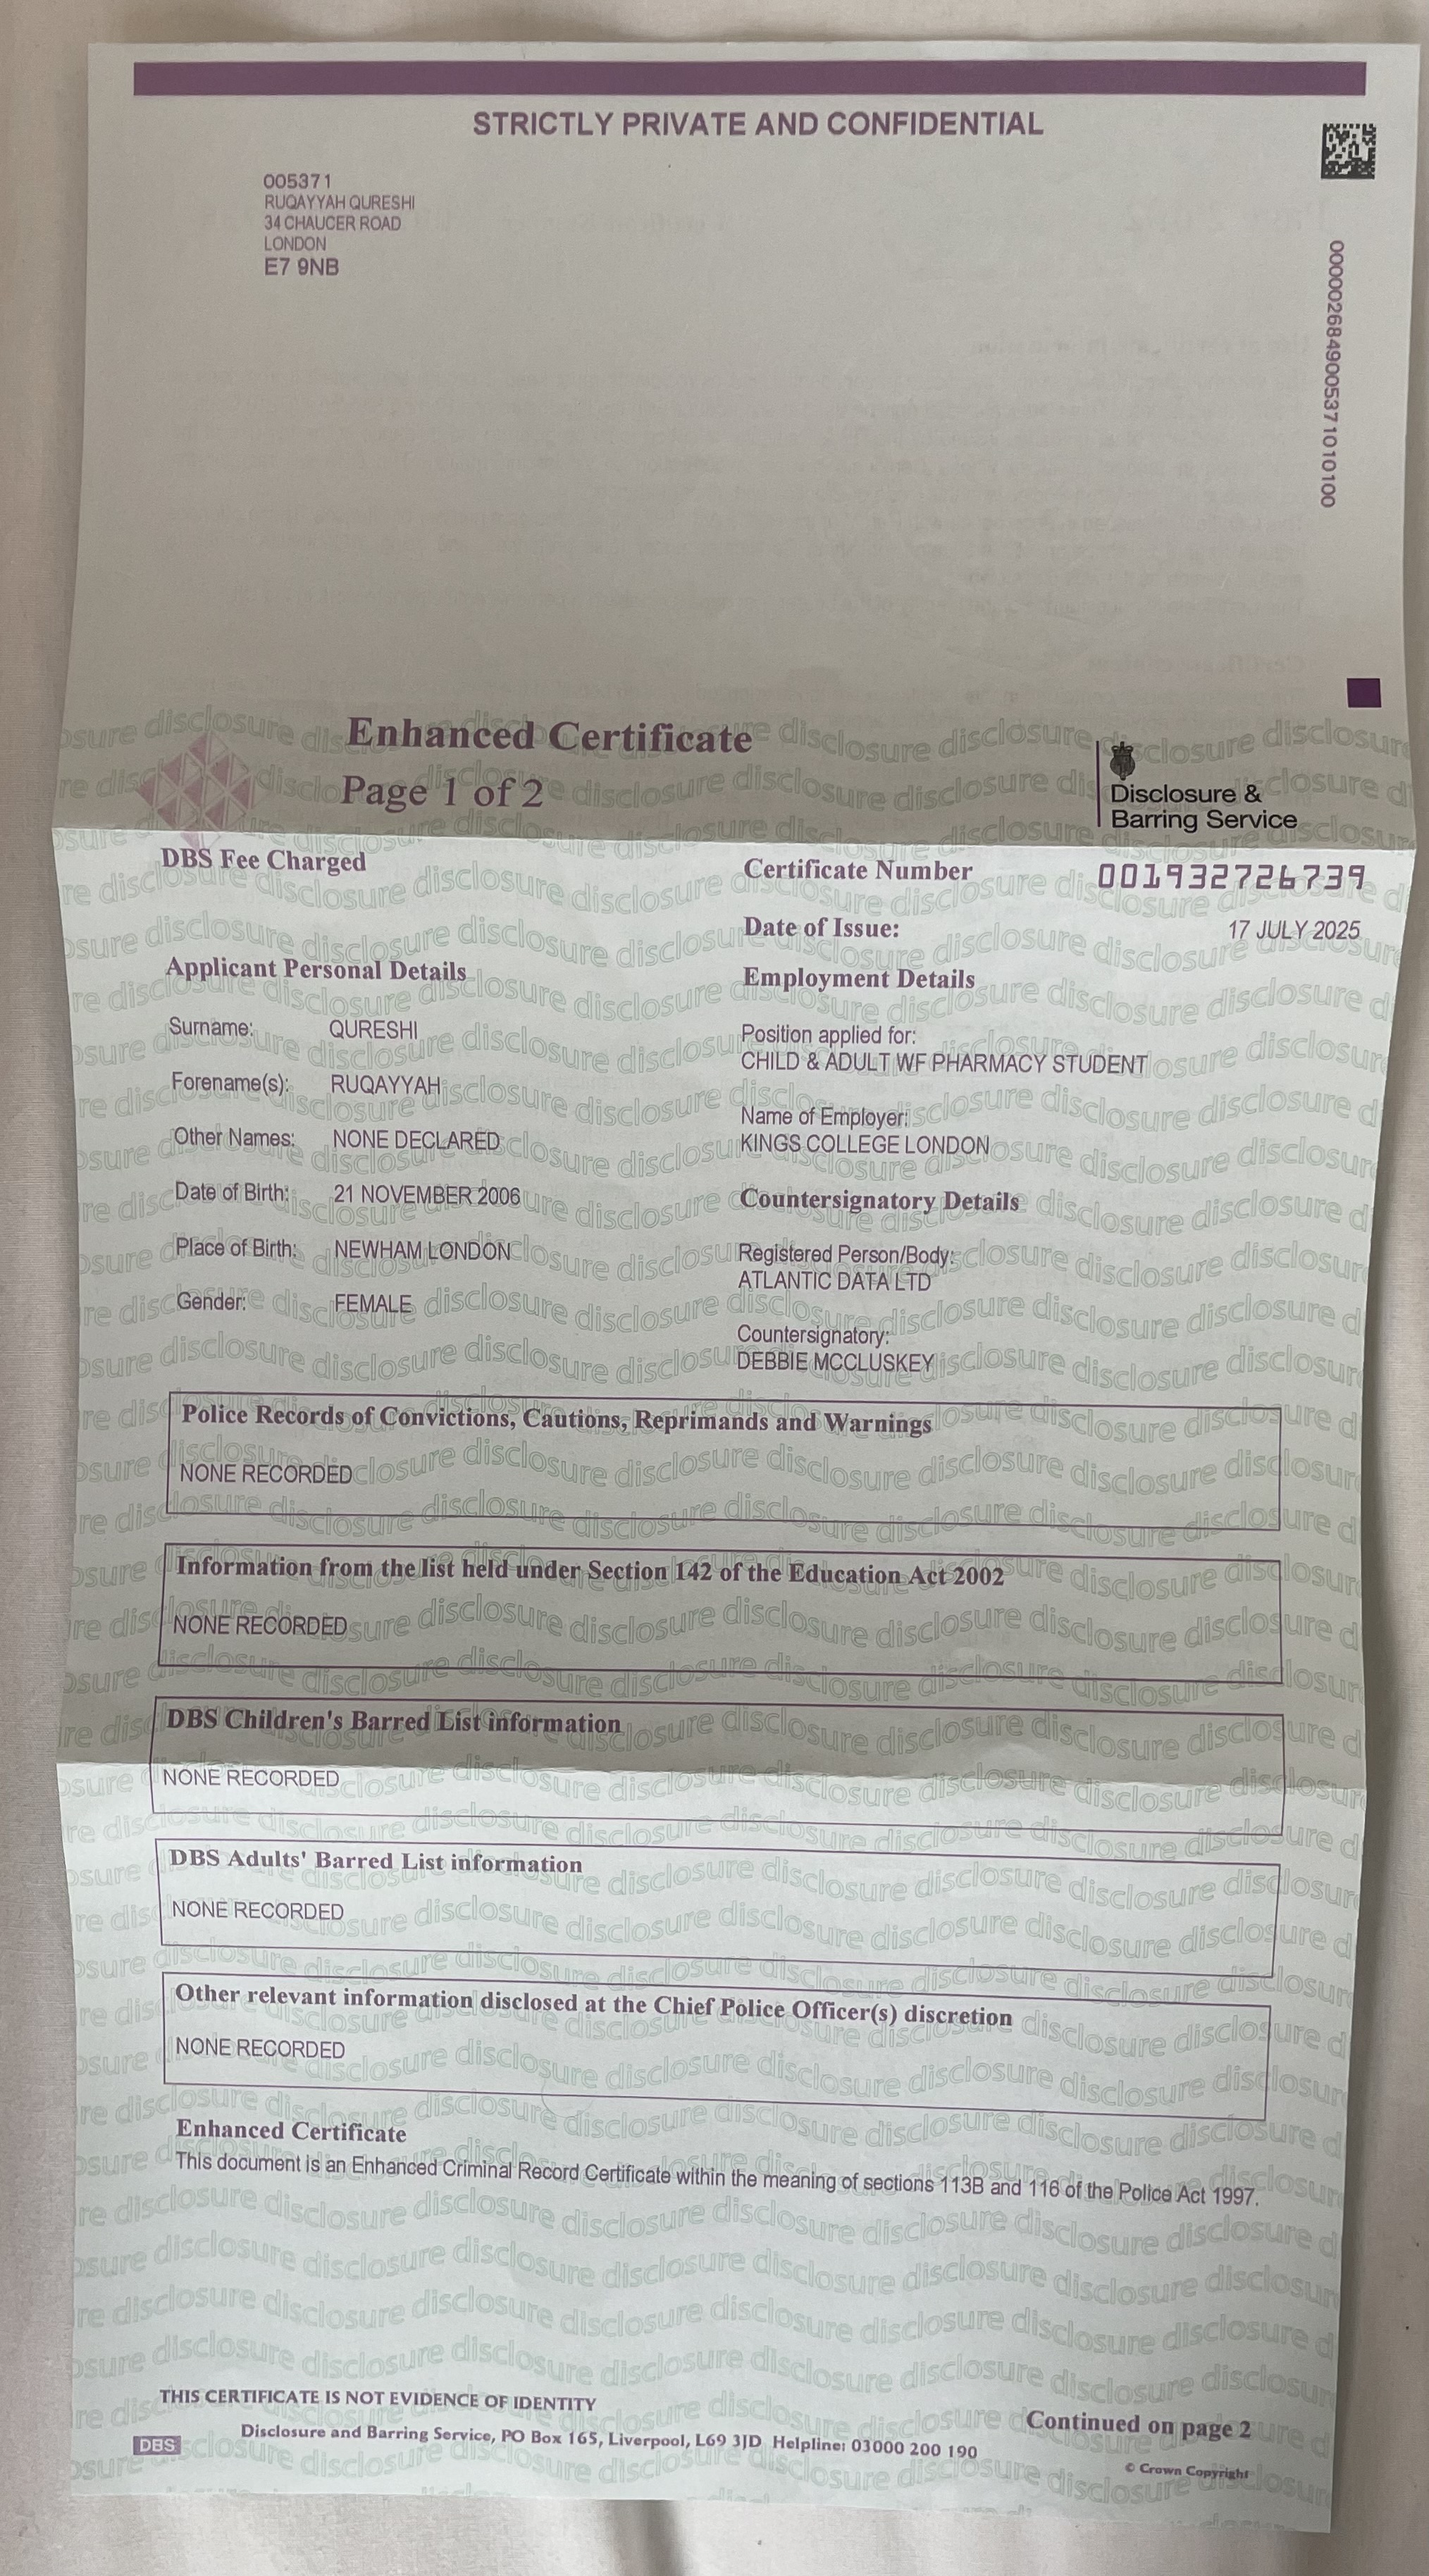 STRICTLY PRIVATE AND CONFIDENTIAL
005371
RUQAYYAH QURESHI
34 CHAUCER ROAD
LONDON
E7 9NB
0000026849005371010100
Enhanced Certificate
Page 1 of 2
Disclosure &
Barring Service
DBS Fee Charged
Certificate Number 001932726739
Date of Issue: 17 JULY 2025
Applicant Personal Details
Surname: QURESHI
Forename(s): RUQAYYAH
Other Names: NONE DECLARED
Date of Birth: 21 NOVEMBER 2006
Place of Birth: NEWHAM LONDON
Gender: FEMALE
Employment Details
Position applied for:
CHILD & ADULT WF PHARMACY STUDENT
Name of Employer:
KINGS COLLEGE LONDON
Countersignatory Details
Registered Person/Body:
ATLANTIC DATA LTD
Countersignatory:
DEBBIE MCCLUSKEY
Police Records of Convictions, Cautions, Reprimands and Warnings
NONE RECORDED
Information from the list held under Section 142 of the Education Act 2002
NONE RECORDED
DBS Children's Barred List information
NONE RECORDED
DBS Adults' Barred List information
NONE RECORDED
Other relevant information disclosed at the Chief Police Officer(s) discretion
NONE RECORDED
Enhanced Certificate
This document is an Enhanced Criminal Record Certificate within the meaning of sections 113B and 116 of the Police Act 1997.
THIS CERTIFICATE IS NOT EVIDENCE OF IDENTITY
Continued on page 2
DBS
Disclosure and Barring Service, PO Box 165, Liverpool, L69 3JD Helpline: 03000 200 190
© Crown Copyright